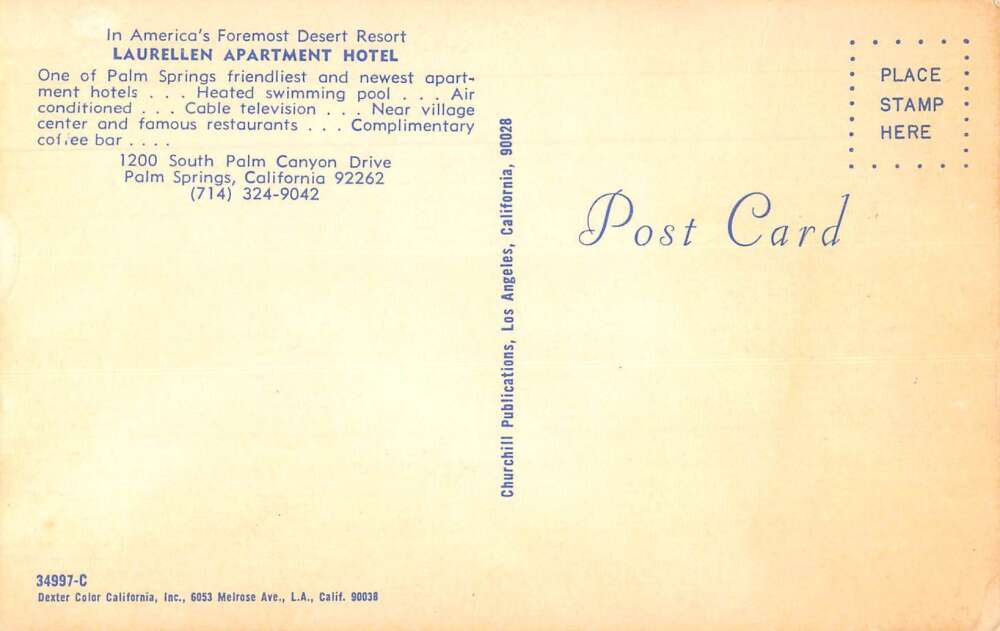 In America's Foremost Desert Resort
LAURELLEN APARTMENT HOTEL
One of Palm Springs friendliest and newest apart-
ment hotels . . . Heated swimming pool . . . Air
conditioned . . . Cable television . . . Near village
center and famous restaurants . . . Complimentary
coffee bar . . . .
1200 South Palm Canyon Drive
Palm Springs, California 92262
(714) 324-9042
Churchill Publications, Los Angeles, California, 90028
PLACE
STAMP
HERE
Post Card
34997-C
Dexter Color California, Inc., 6053 Melrose Ave., L.A., Calif. 90038